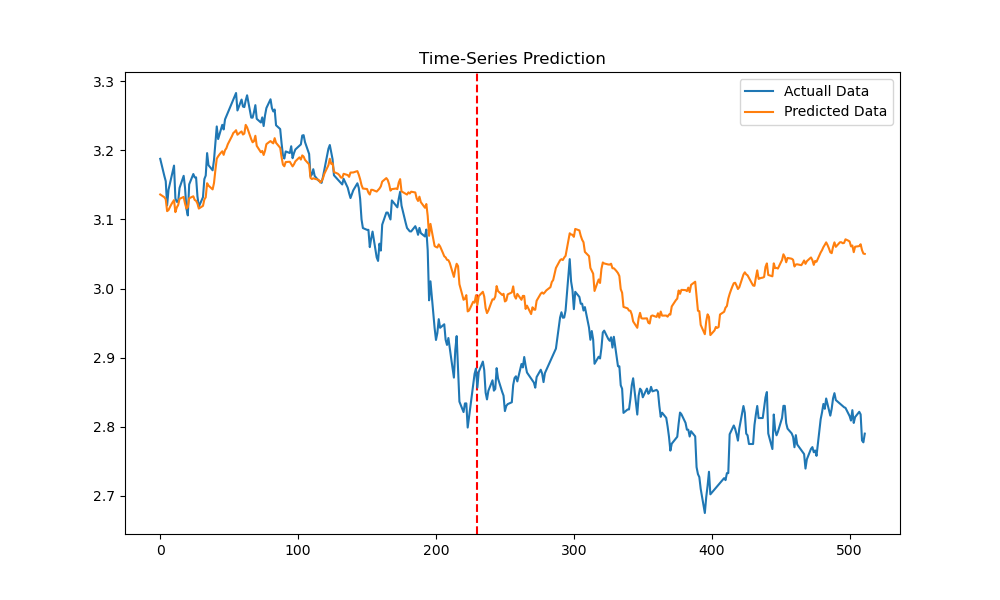 Time-Series Prediction
Actuall Data
Predicted Data
3.3
3.2
3.1
3.0
2.9
2.8
2.7
0 100 200 300 400 500